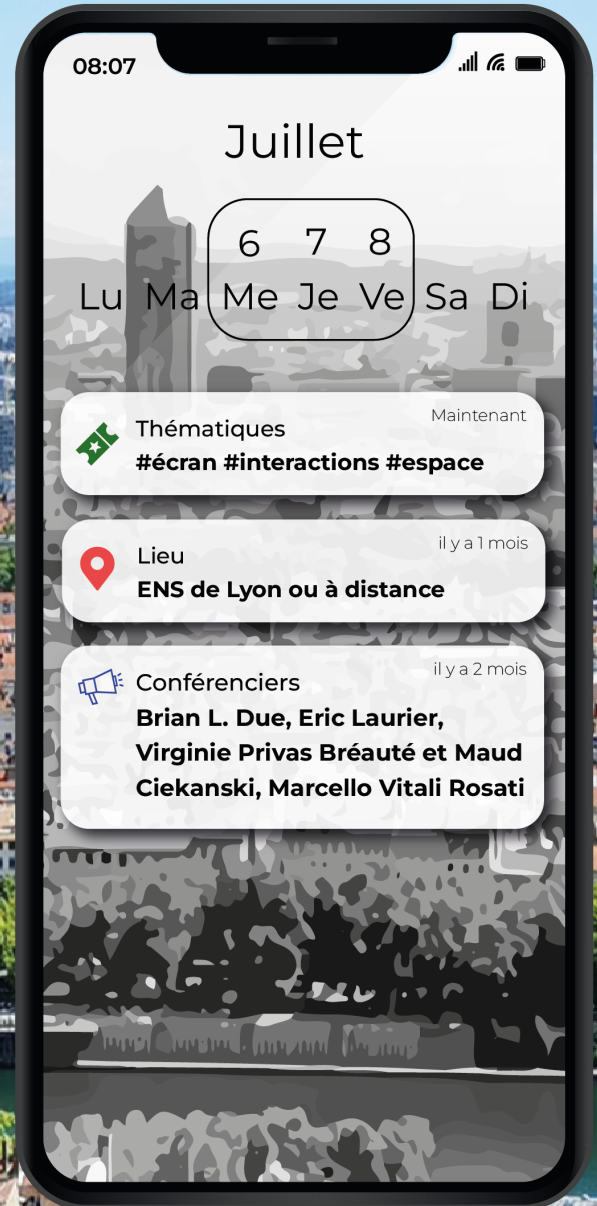 08:07
Juillet
6 7 8
Lu Ma Me Je Ve Sa Di
Maintenant
Thématiques
#écran #interactions #espace
il y a 1 mois
Lieu
ENS de Lyon ou à distance
il y a 2 mois
Conférenciers
Brian L. Due, Eric Laurier,
Virginie Privas Bréauté et Maud
Ciekanski, Marcello Vitali Rosati